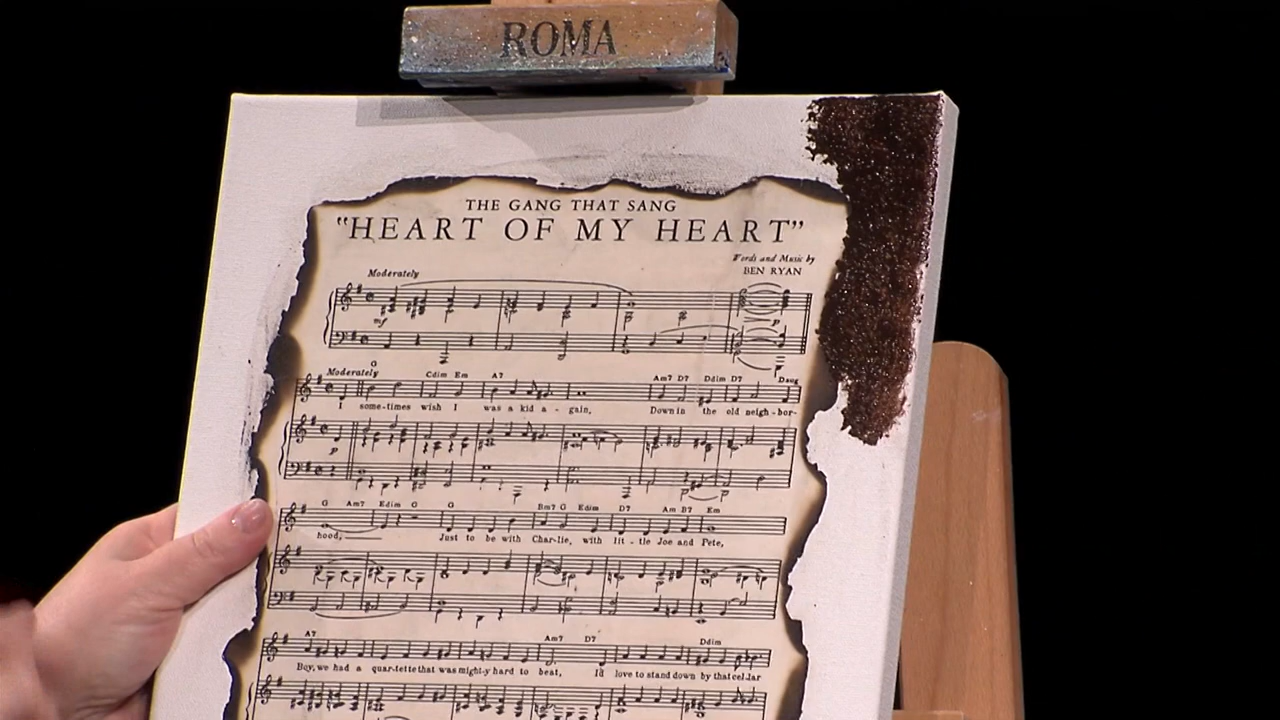 ROMA
THE GANG THAT SANG
"HEART OF MY HEART"
Words and Music by
BEN RYAN
Moderately
mf
G
Moderately Cdim Em A7 Am7 D7 Ddim D7 Daug
I some-times wish I was a kid a - gain, Down in the old neigh - bor-
p
G Am7 Edim G G Bm7 G Edim D7 Am B7 Em
hood, Just to be with Char-lie, with lit - tle Joe and Pete,
A7 Am7 D7 Ddim
Boy, we had a quar-tette that was might-y hard to beat, I'd love to stand down by that cel-lar